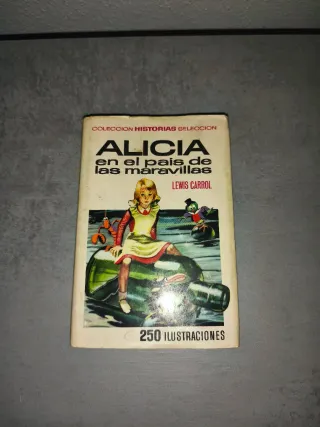 COLECCION HISTORIAS SELECCION
ALICIA
en el pais de
las maravillas
LEWIS CARROL
250 ILUSTRACIONES